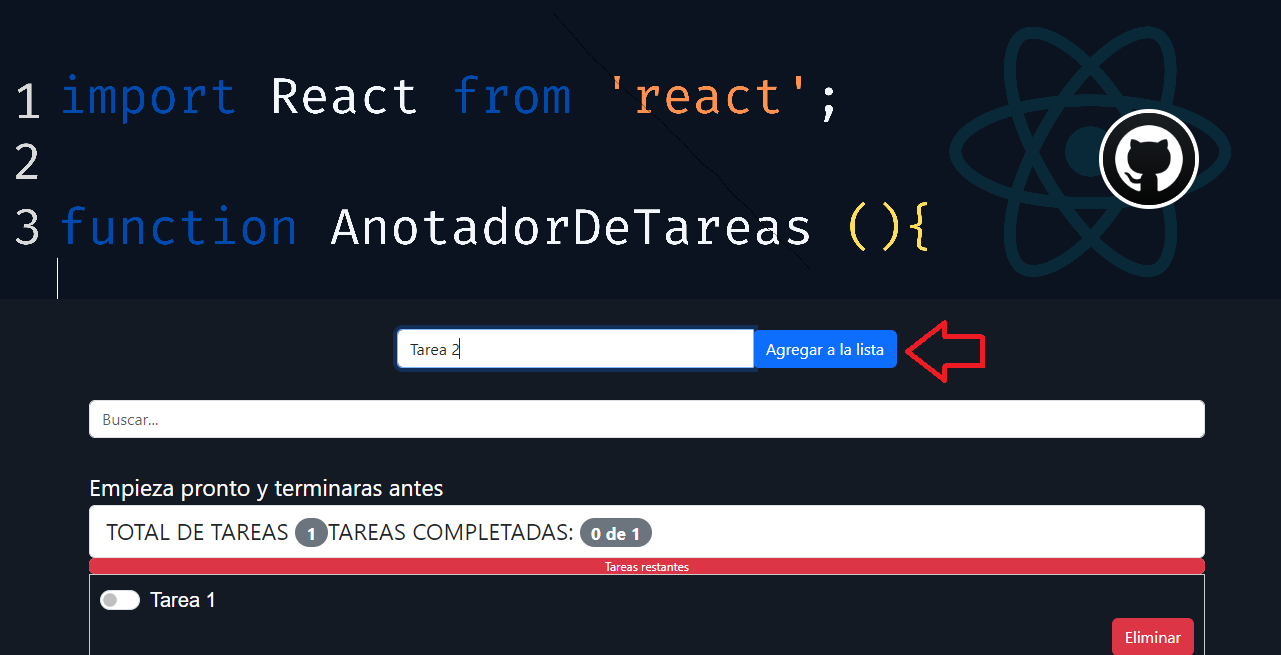 1 import React from 'react';
2
3 function AnotadorDeTareas (){
Tarea 2 Agregar a la lista
Buscar...
Empieza pronto y terminaras antes
TOTAL DE TAREAS 1 TAREAS COMPLETADAS: 0 de 1
Tareas restantes
Tarea 1
Eliminar